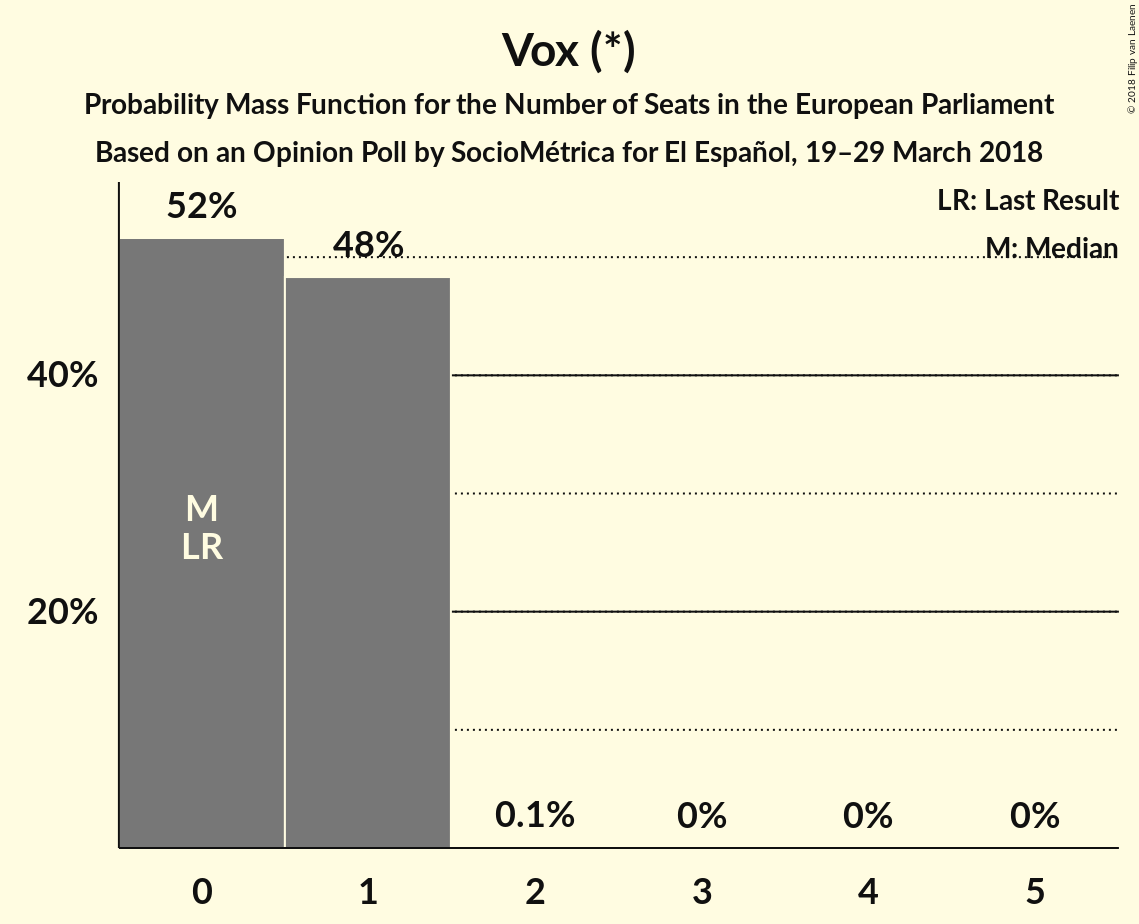 Vox (*)
Probability Mass Function for the Number of Seats in the European Parliament
Based on an Opinion Poll by SocioMétrica for El Español, 19–29 March 2018
© 2018 Filip van Laenen
LR: Last Result
M: Median
52%
48%
40%
20%
M
LR
0.1%
0%
0%
0%
0
1
2
3
4
5